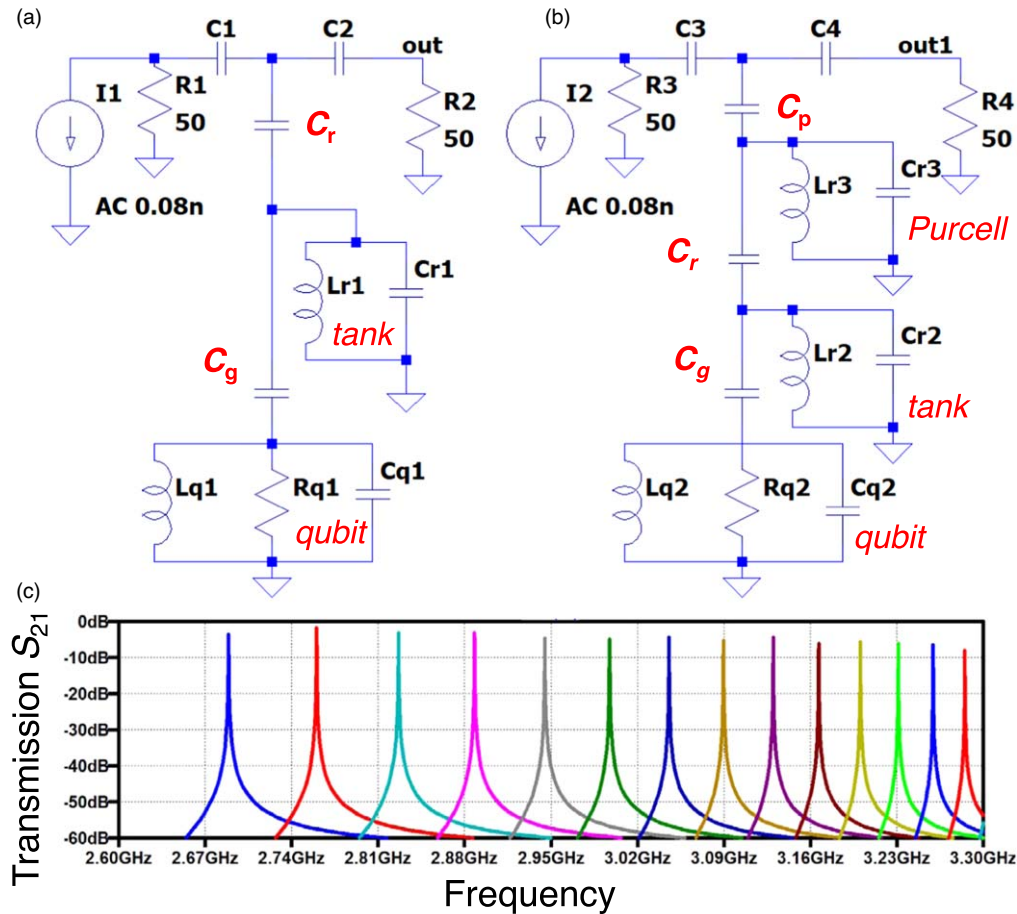 (a)
C1
C2
out
I1
R1
50
R2
50
Cr
AC 0.08n
Lr1
Cr1
tank
Cg
Lq1
Rq1
Cq1
qubit
(b)
C3
C4
out1
I2
R3
50
R4
50
Cp
AC 0.08n
Lr3
Cr3
Purcell
Cr
Lr2
Cr2
tank
Cg
Lq2
Rq2
Cq2
qubit
(c)
Transmission S21
0dB
-10dB
-20dB
-30dB
-40dB
-50dB
-60dB
2.60GHz 2.67GHz 2.74GHz 2.81GHz 2.88GHz 2.95GHz 3.02GHz 3.09GHz 3.16GHz 3.23GHz 3.30GHz
Frequency